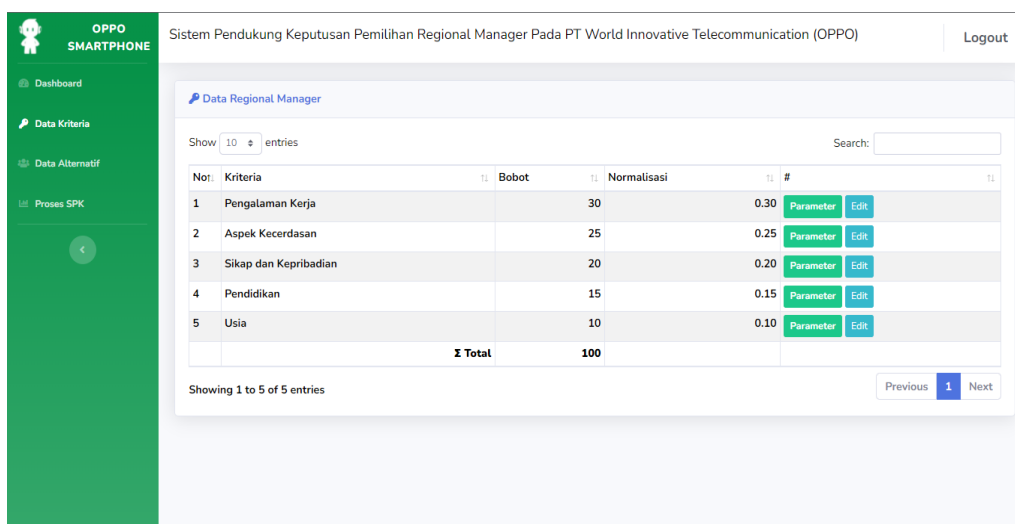 OPPO
SMARTPHONE
Sistem Pendukung Keputusan Pemilihan Regional Manager Pada PT World Innovative Telecommunication (OPPO)
Logout
Dashboard
Data Kriteria
Data Alternatif
Proses SPK
Data Regional Manager
Show 10 entries
Search:
No Kriteria Bobot Normalisasi #
1 Pengalaman Kerja 30 0.30 Parameter Edit
2 Aspek Kecerdasan 25 0.25 Parameter Edit
3 Sikap dan Kepribadian 20 0.20 Parameter Edit
4 Pendidikan 15 0.15 Parameter Edit
5 Usia 10 0.10 Parameter Edit
Σ Total 100
Showing 1 to 5 of 5 entries
Previous 1 Next